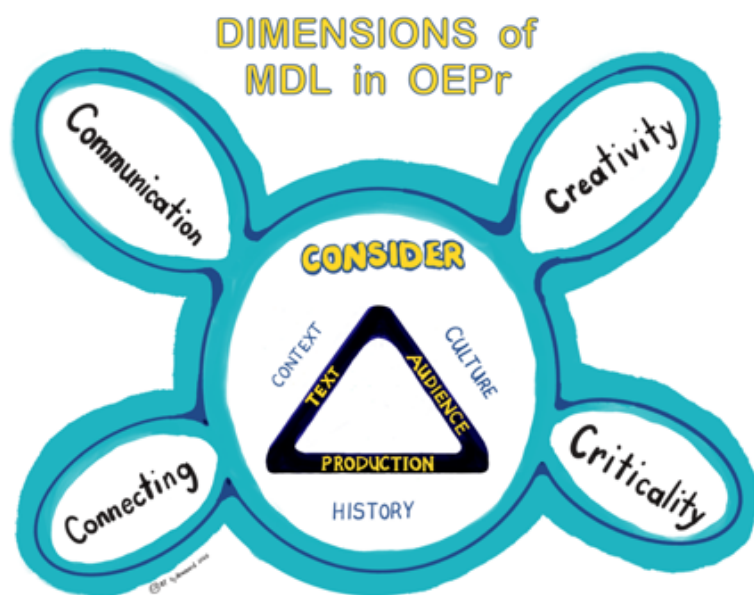 DIMENSIONS of
MDL in OEPr
Communication
Creativity
CONSIDER
CONTEXT
CULTURE
TEXT
AUDIENCE
PRODUCTION
HISTORY
Connecting
Criticality